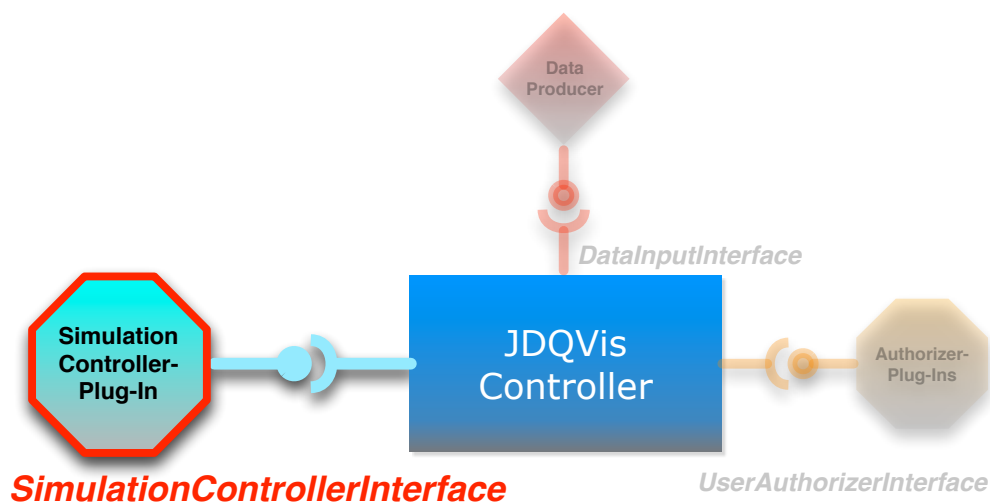 Data
Producer
DataInputInterface
Simulation
Controller-
Plug-In
JDQVis
Controller
Authorizer-
Plug-Ins
SimulationControllerInterface
UserAuthorizerInterface